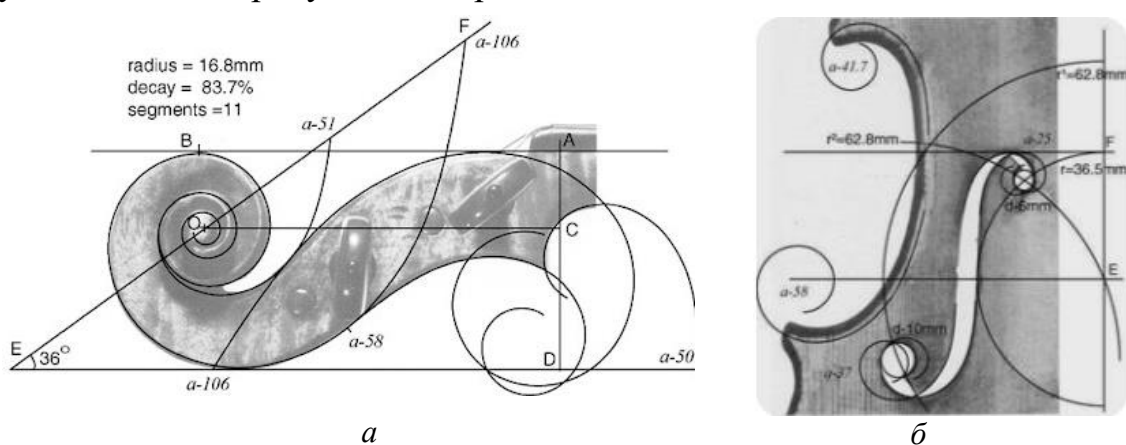 F
a-106
radius = 16.8mm
decay = 83.7%
segments =11
a-51
B
A
O
C
E
36°
D
a-58
a-106
a-50
a
a-41.7
r¹=62.8mm
r²=62.8mm
a-75
F
r=36.5mm
d-6mm
E
a-58
d-10mm
a-37
б